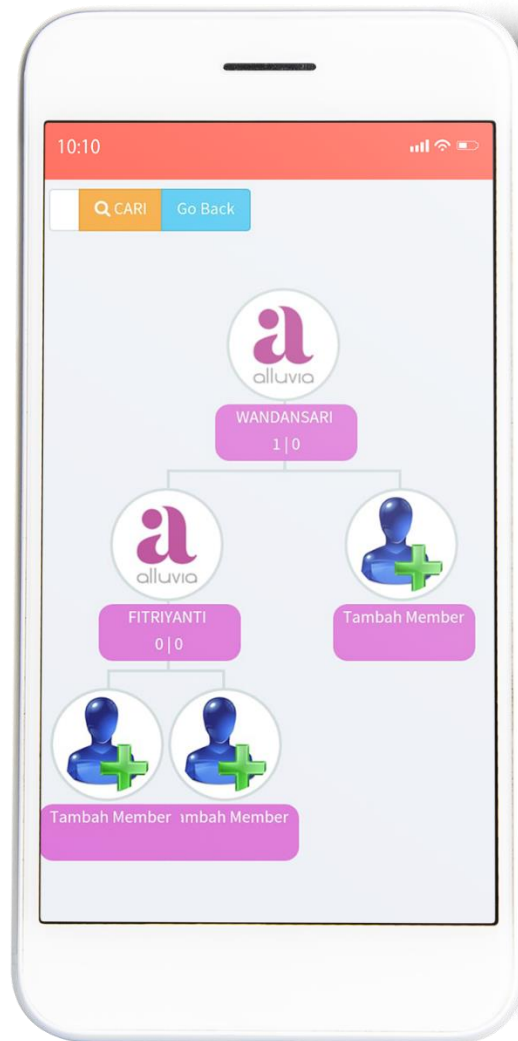 10:10
CARI
Go Back
a
alluvia
WANDANSARI
1 | 0
a
alluvia
FITRIYANTI
0 | 0
Tambah Member
Tambah Member
mbah Member